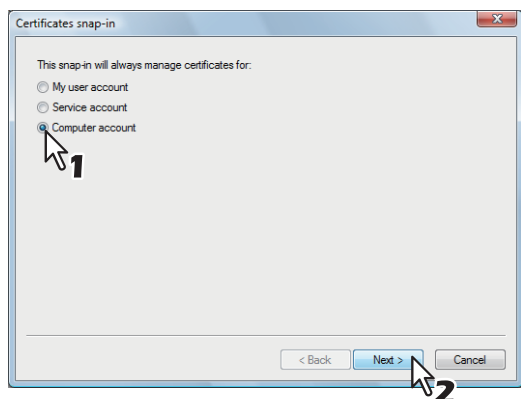 Certificates snap-in
This snap-in will always manage certificates for:
My user account
Service account
Computer account
1
< Back Next > Cancel
2